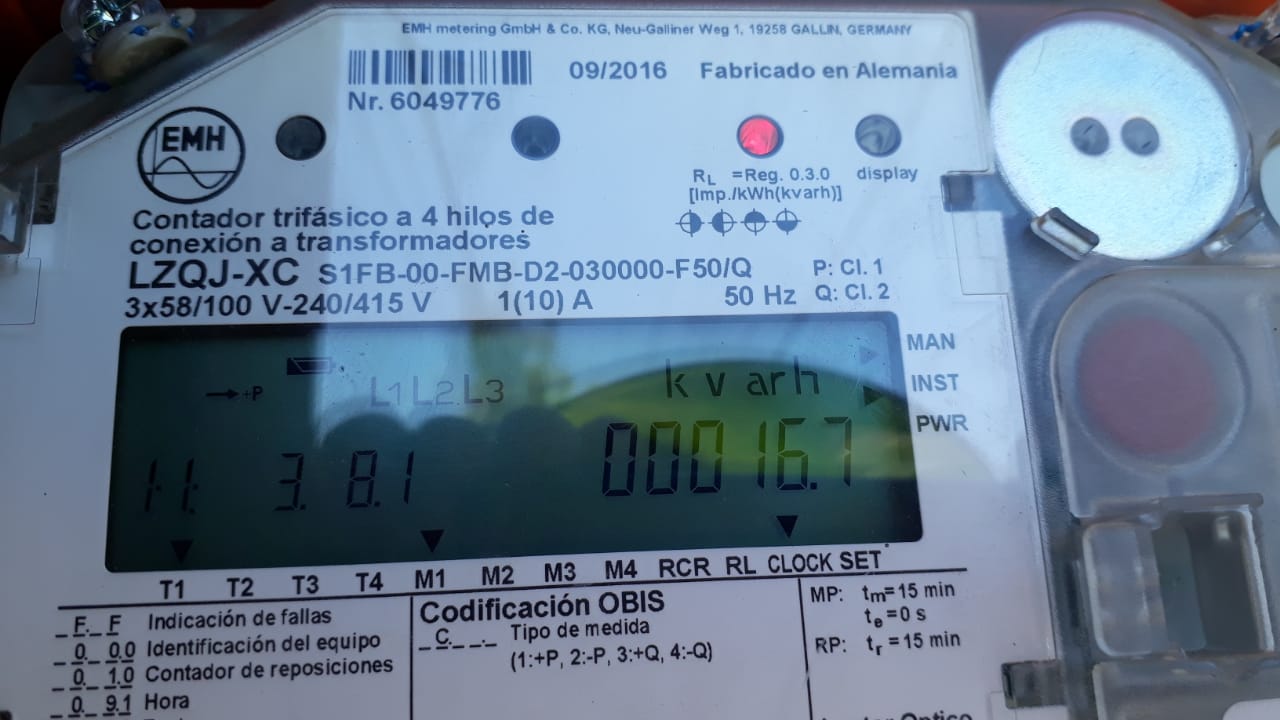 EMH metering GmbH & Co. KG, Neu-Galliner Weg 1, 19258 GALLIN, GERMANY
09/2016 Fabricado en Alemania
Nr. 6049776
EMH
RL =Reg. 0.3.0 display
[Imp./kWh(kvarh)]
Contador trifásico a 4 hilos de
conexión a transformadores
LZQJ-XC S1FB-00-FMB-D2-030000-F50/Q P: Cl. 1
3x58/100 V-240/415 V 1(10) A 50 Hz Q: Cl. 2
MAN
INST
PWR
+P L1 L2 L3 kvarh
11 3.8.1 000016.7
T1 T2 T3 T4 M1 M2 M3 M4 RCR RL CLOCK SET
_ F._ F Indicación de fallas
_ 0._ 0.0 Identificación del equipo
_ 0._ 1.0 Contador de reposiciones
_ 0._ 9.1 Hora
Codificación OBIS
_ C._ _._ Tipo de medida
(1:+P, 2:-P, 3:+Q, 4:-Q)
MP: tm=15 min
te=0 s
RP: tr =15 min